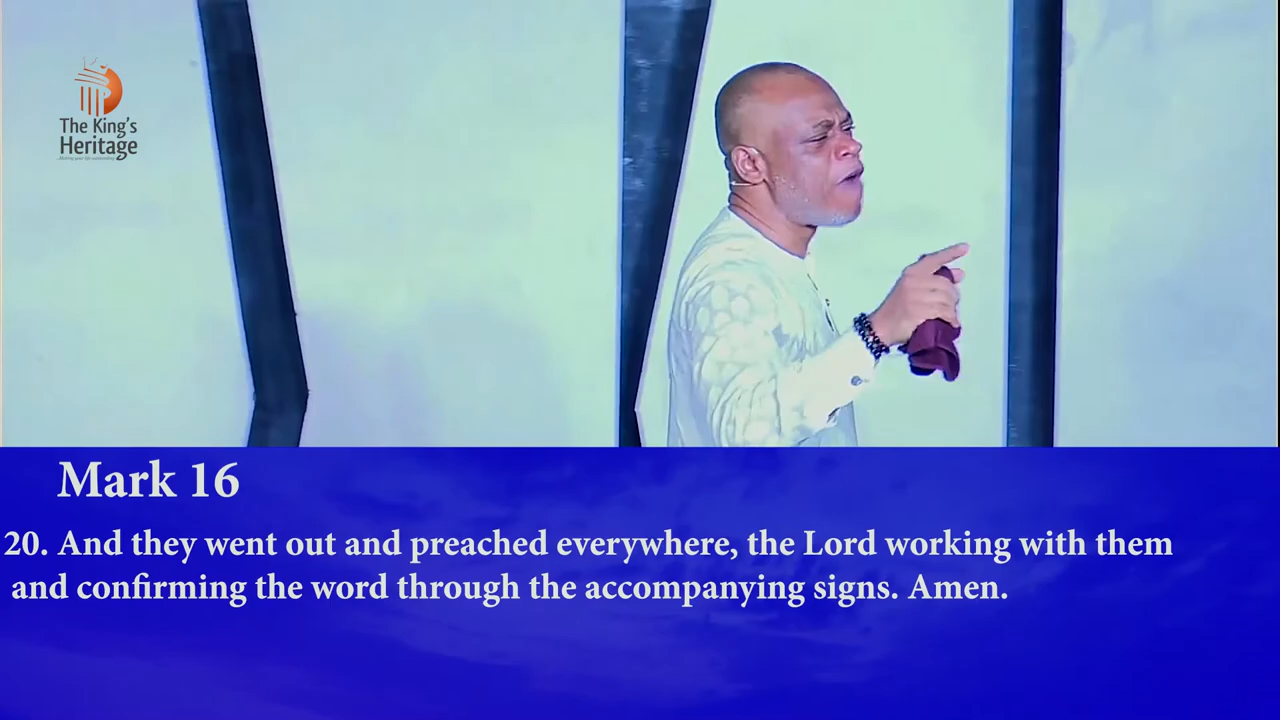 The King's
Heritage
Mark 16
20. And they went out and preached everywhere, the Lord working with them
and confirming the word through the accompanying signs. Amen.